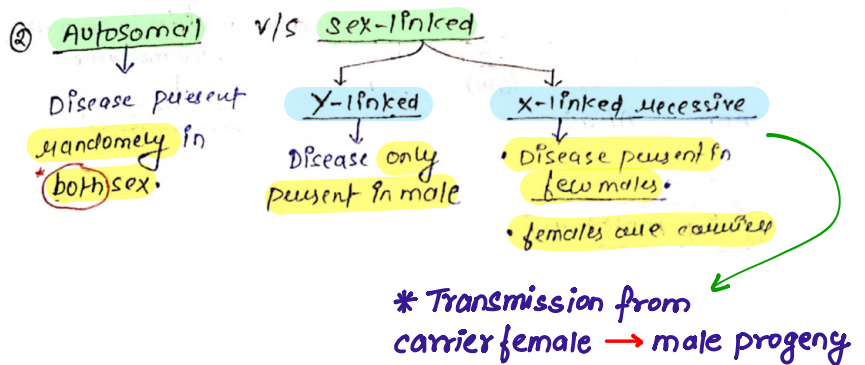 ② Autosomal v/s Sex-linked
Disease present
randomely in
* both sex.
Y-linked
Disease only
present in male
X-linked recessive
• Disease present in
few males.
• females are carriers
* Transmission from
carrier female → male progeny